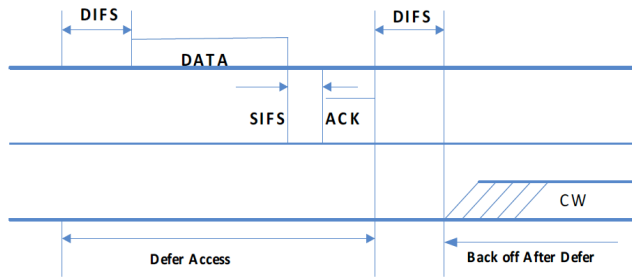 DIFS
DIFS
DATA
SIFS
ACK
CW
Defer Access
Back off After Defer